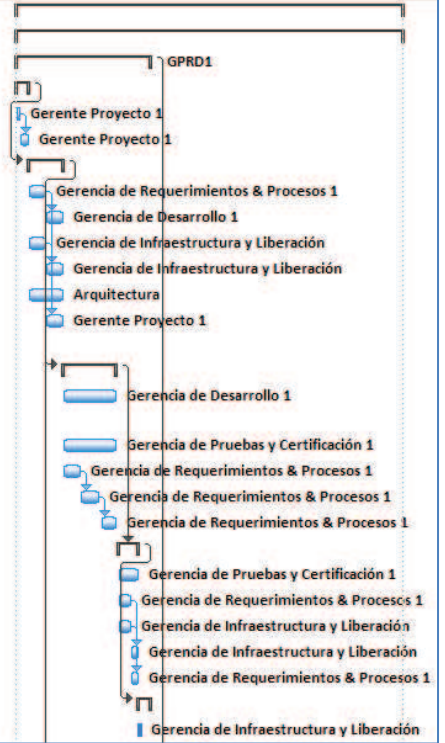 GPRD1
Gerente Proyecto 1
Gerente Proyecto 1
Gerencia de Requerimientos & Procesos 1
Gerencia de Desarrollo 1
Gerencia de Infraestructura y Liberación
Gerencia de Infraestructura y Liberación
Arquitectura
Gerente Proyecto 1
Gerencia de Desarrollo 1
Gerencia de Pruebas y Certificación 1
Gerencia de Requerimientos & Procesos 1
Gerencia de Requerimientos & Procesos 1
Gerencia de Requerimientos & Procesos 1
Gerencia de Pruebas y Certificación 1
Gerencia de Requerimientos & Procesos 1
Gerencia de Infraestructura y Liberación
Gerencia de Infraestructura y Liberación
Gerencia de Requerimientos & Procesos 1
Gerencia de Infraestructura y Liberación